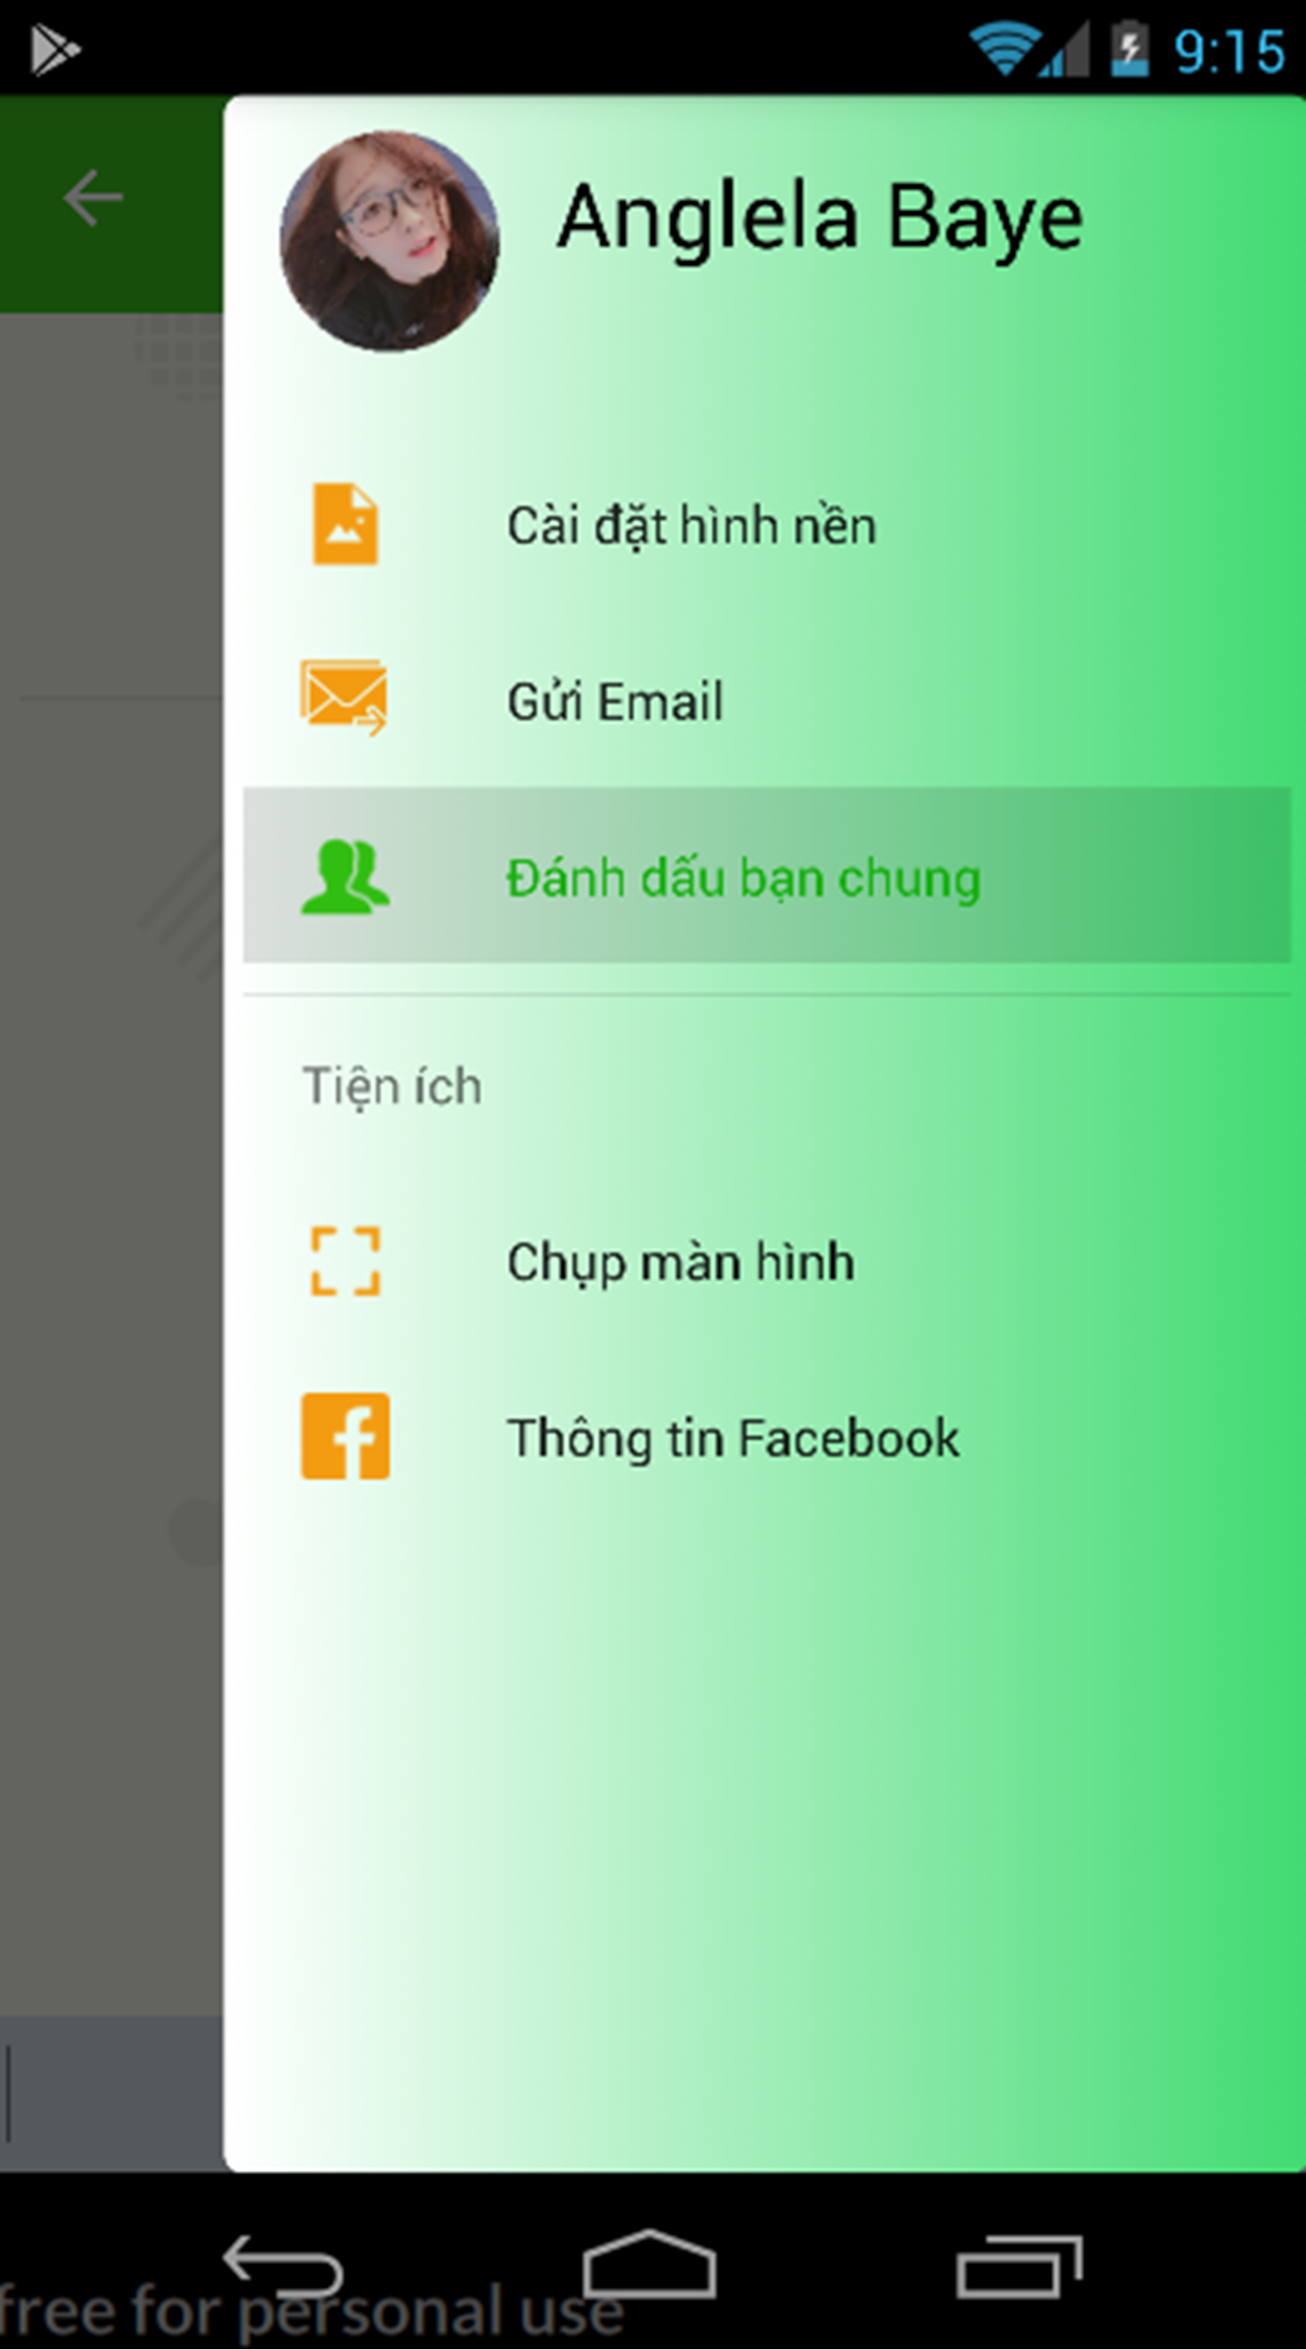 9:15
Anglela Baye
Cài đặt hình nền
Gửi Email
Đánh dấu bạn chung
Tiện ích
Chụp màn hình
Thông tin Facebook
free for personal use